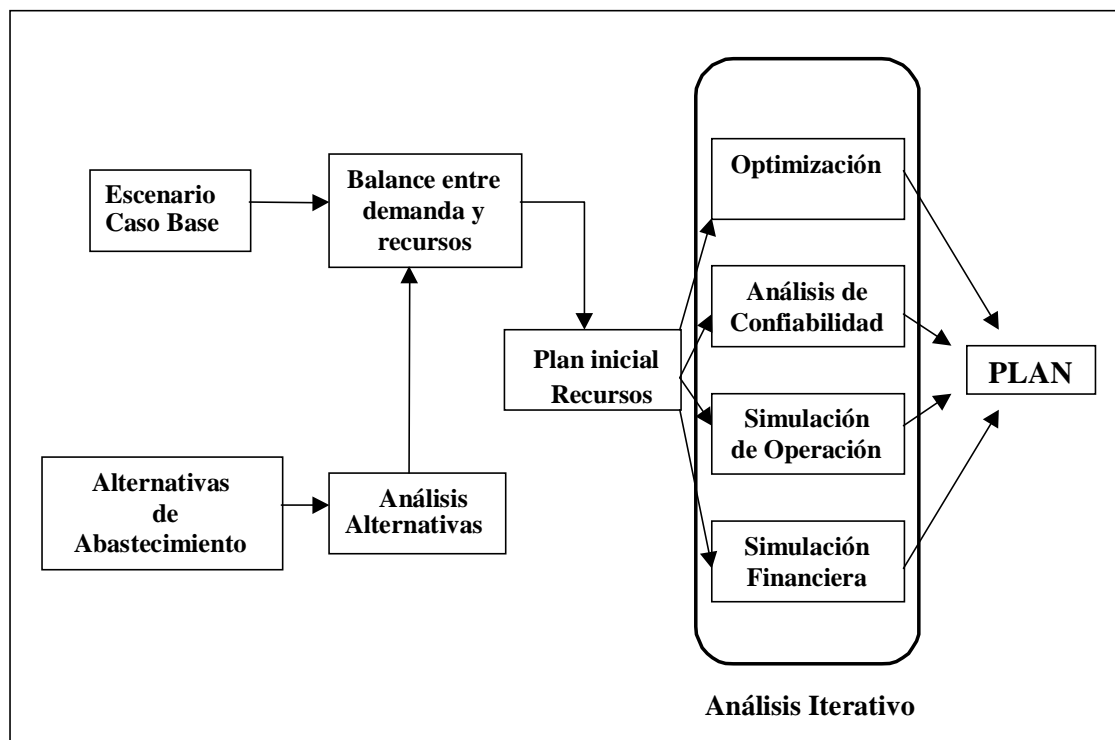 Escenario
Caso Base
Balance entre
demanda y
recursos
Alternativas
de
Abastecimiento
Análisis
Alternativas
Plan inicial
Recursos
Optimización
Análisis de
Confiabilidad
Simulación
de Operación
Simulación
Financiera
Análisis Iterativo
PLAN